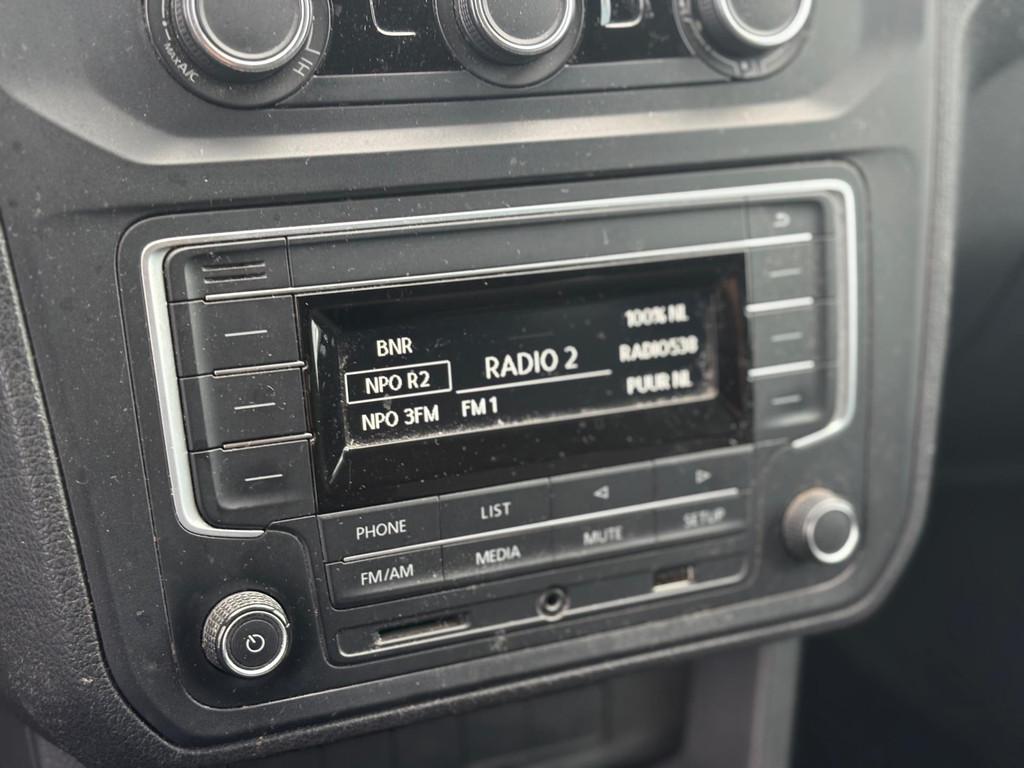 MAX A/C
HI
BNR
NPO R2
NPO 3FM
RADIO 2
FM 1
100% NL
RADIO538
PUUR NL
PHONE
LIST
FM/AM
MEDIA
MUTE
SETUP